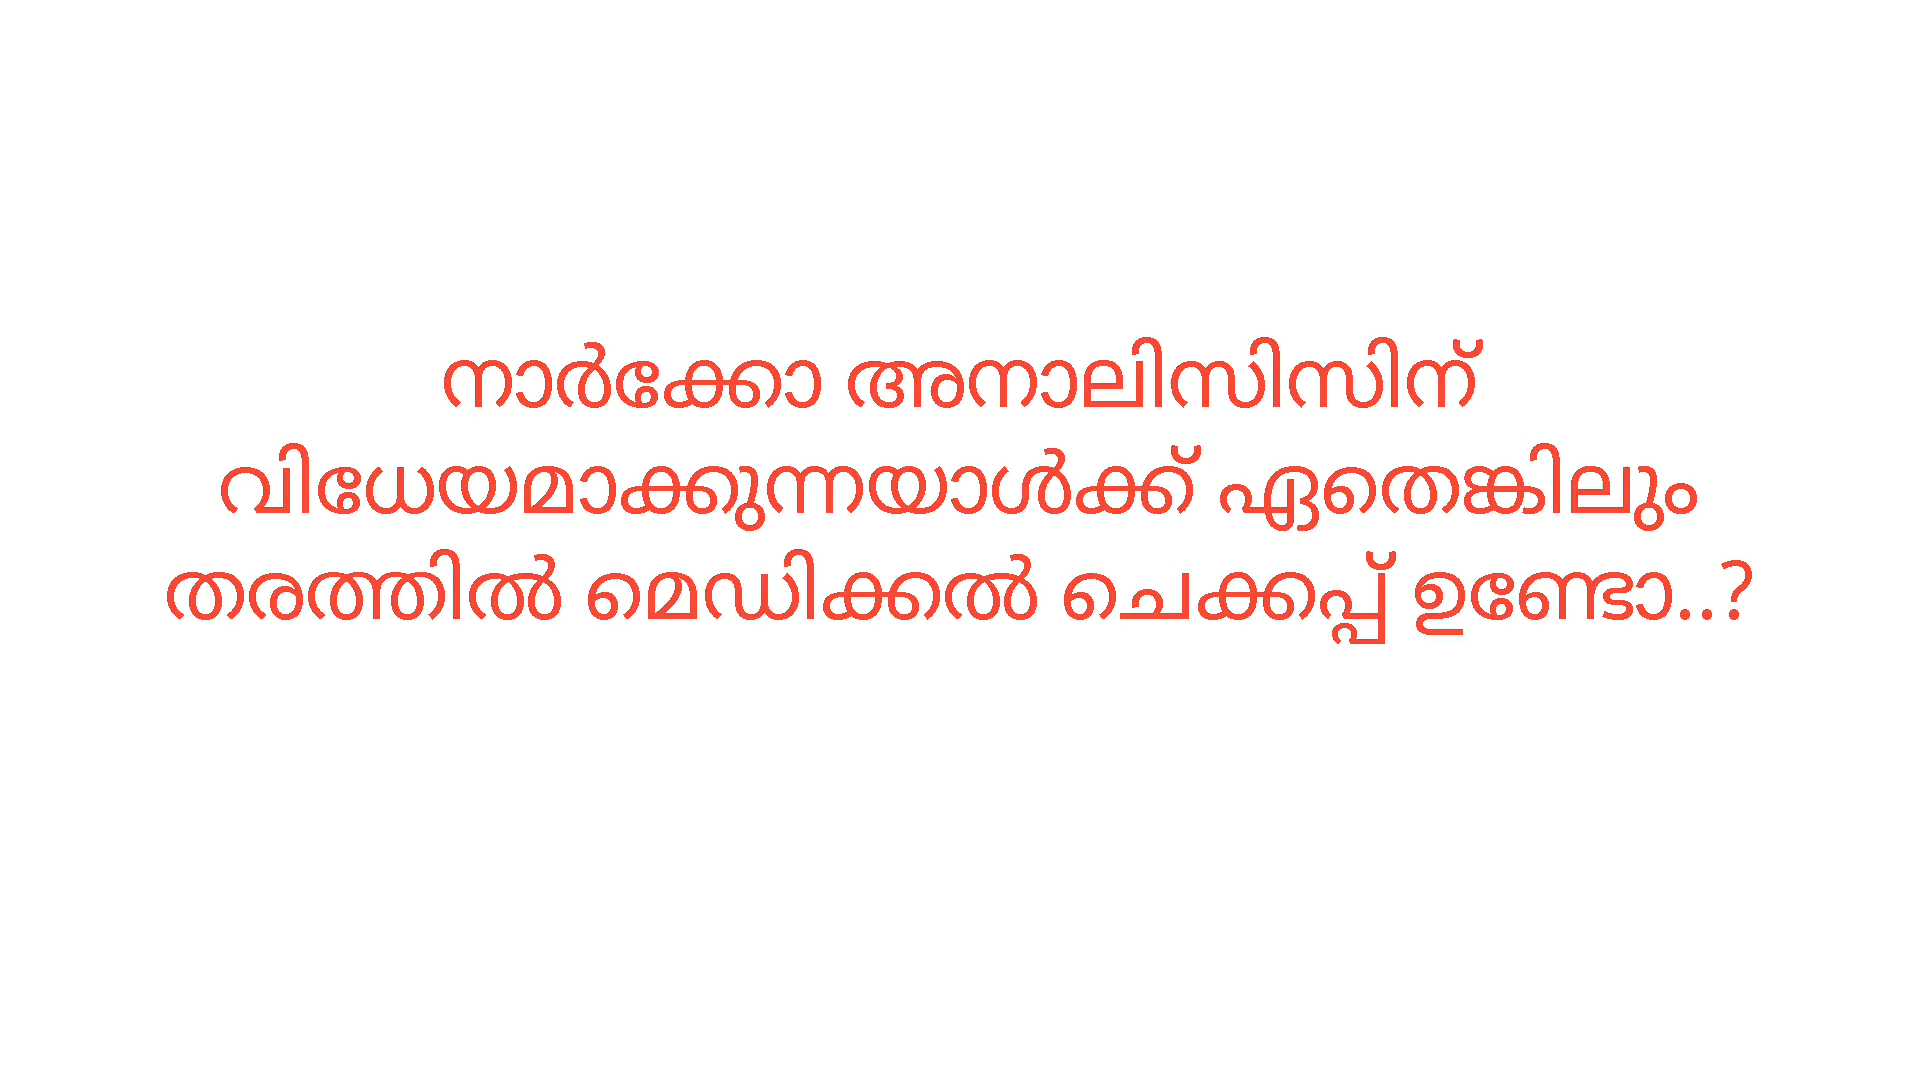 നാർക്കോ അനാലിസിസിന്
വിധേയമാക്കുന്നയാൾക്ക് ഏതെങ്കിലും
തരത്തിൽ മെഡിക്കൽ ചെക്കപ്പ് ഉണ്ടോ..?